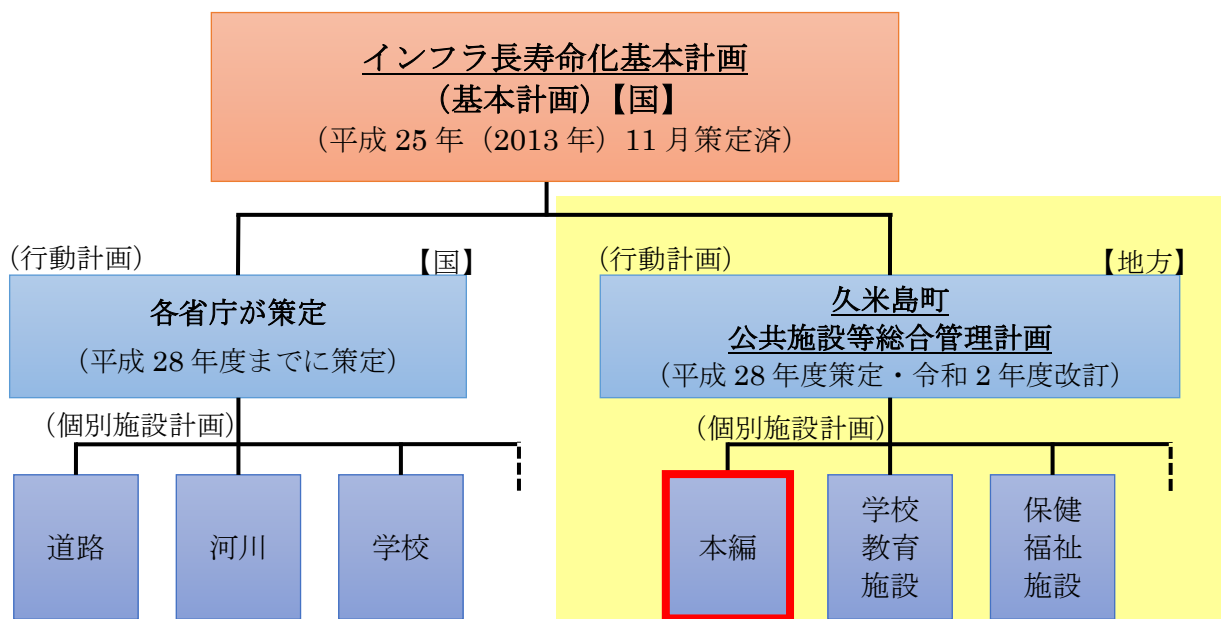 インフラ長寿命化基本計画
（基本計画）【国】
（平成 25 年（2013 年）11 月策定済）
（行動計画）
【国】
各省庁が策定
（平成 28 年度までに策定）
（個別施設計画）
道路
河川
学校
（行動計画）
【地方】
久米島町
公共施設等総合管理計画
（平成 28 年度策定・令和 2 年度改訂）
（個別施設計画）
本編
学校
教育
施設
保健
福祉
施設